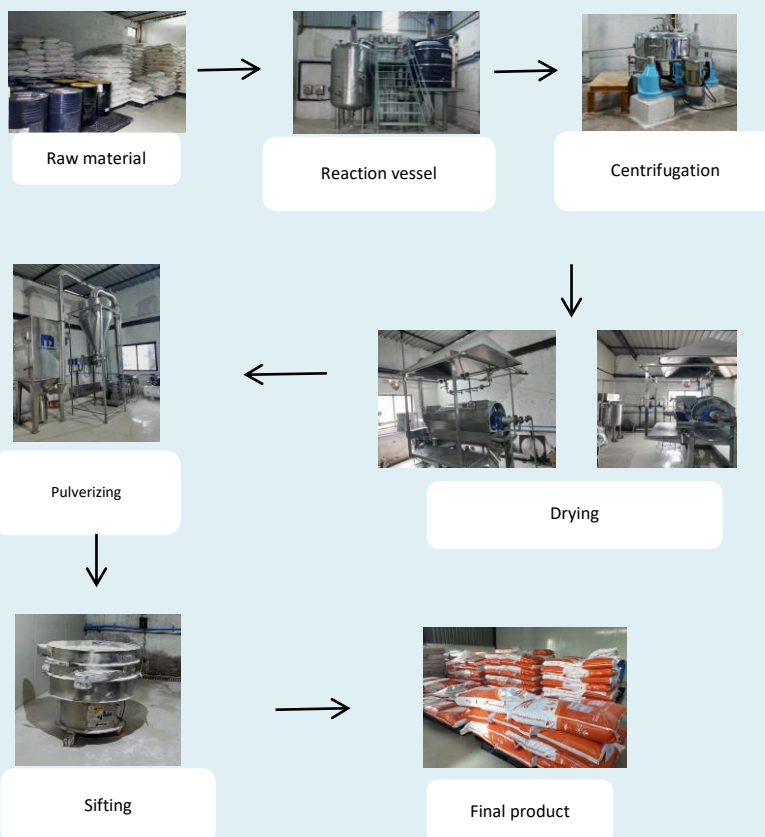 Raw material
Reaction vessel
Centrifugation
Pulverizing
Drying
Sifting
Final product